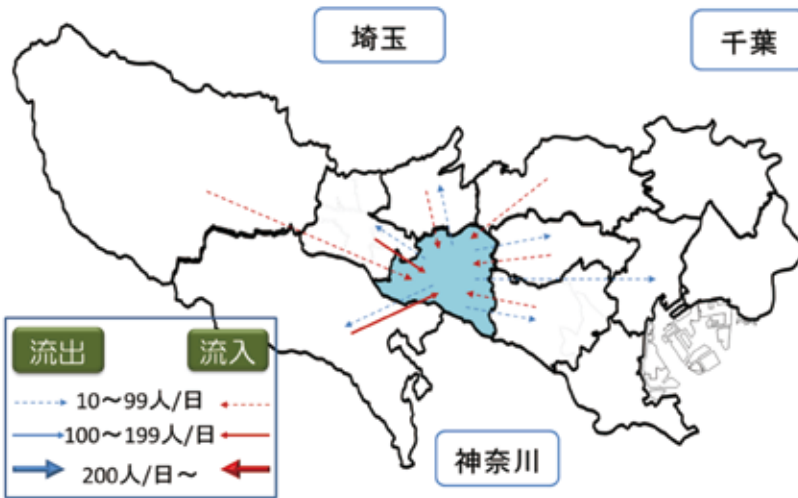 埼玉
千葉
流出
流入
10～99人/日
100～199人/日
200人/日～
神奈川